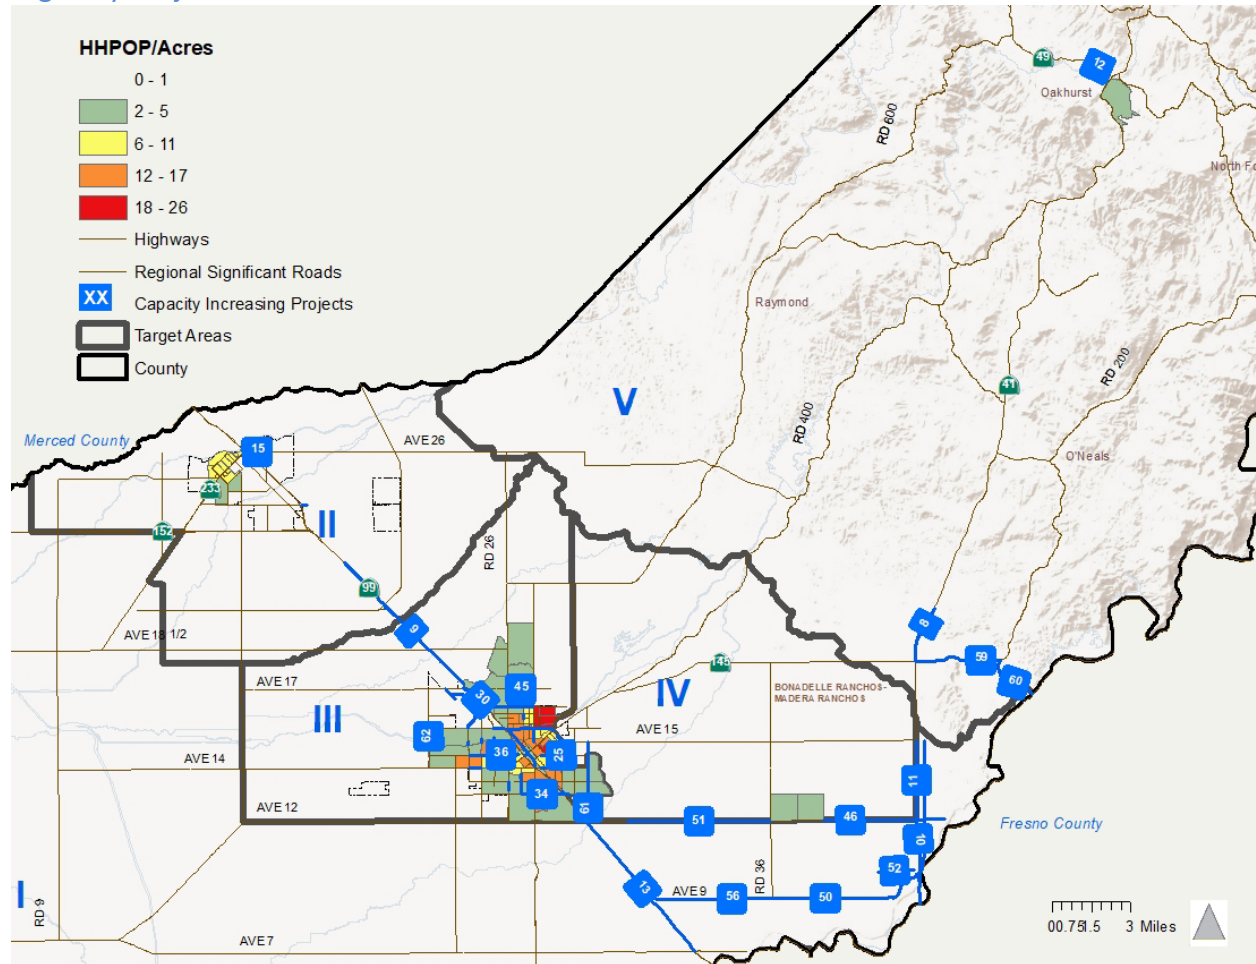 HHPOP/Acres
0 - 1
2 - 5
6 - 11
12 - 17
18 - 26
Highways
Regional Significant Roads
XX
Capacity Increasing Projects
Target Areas
County
49
12
Oakhurst
RD 600
North Fo
Raymond
41
RD 200
V
RD 400
Merced County
AVE 26
15
O'Neals
233
II
152
RD 26
99
9
AVE 18 1/2
8
59
145
60
AVE 17
45
IV
BONADELLE RANCHOS-
MADERA RANCHOS
30
III
62
AVE 15
36
25
AVE 14
11
34
AVE 12
61
51
46
Fresno County
10
52
I
13
AVE 9
56
RD 36
50
RD 9
00.751.5 3 Miles
AVE 7